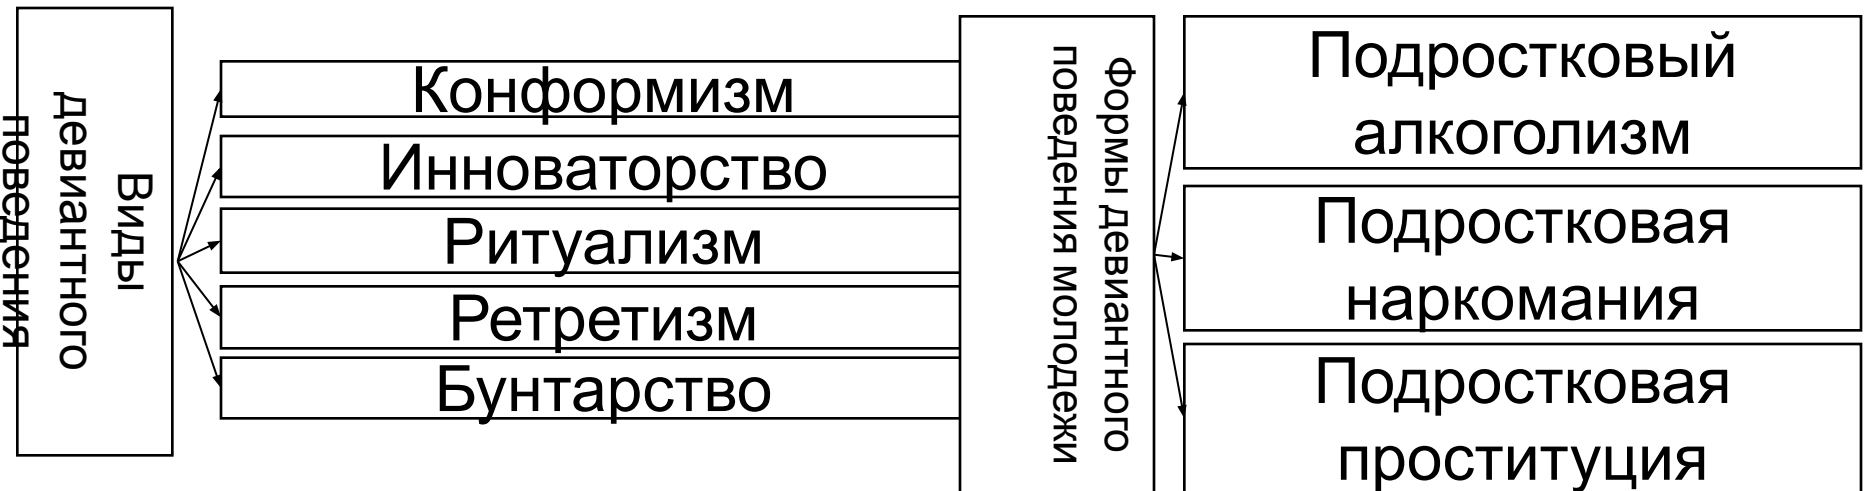 Виды
девиантного
поведения
Конформизм
Инноваторство
Ритуализм
Ретретизм
Бунтарство
Формы девиантного
поведения молодежи
Подростковый
алкоголизм
Подростковая
наркомания
Подростковая
проституция